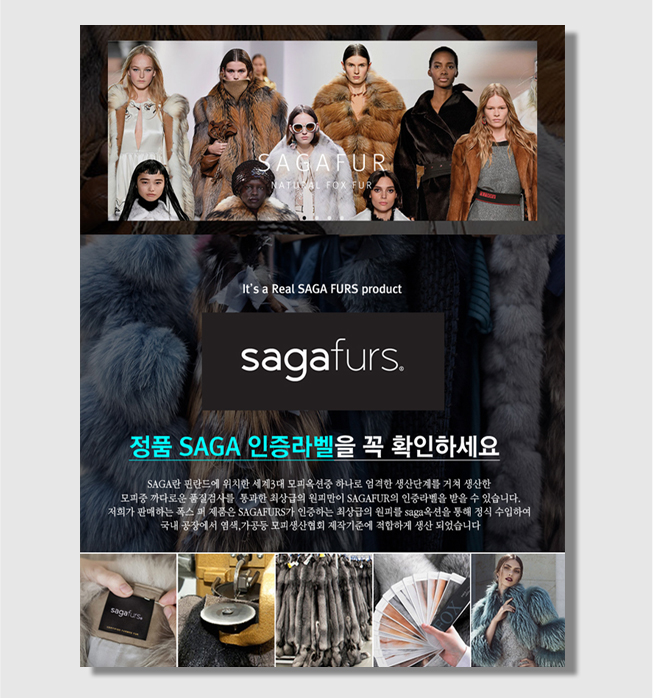 SAGAFUR
NATURAL FOX FUR
It's a Real SAGA FURS product
sagafurs®
정품 SAGA 인증라벨을 꼭 확인하세요
SAGA란 핀란드에 위치한 세계3대 모피옥션중 하나로 엄격한 생산단계를 거쳐 생산한
모피중 까다로운 품질검사를 통과한 최상급의 원피만이 SAGAFUR의 인증라벨을 받을 수 있습니다.
저희가 판매하는 폭스 퍼 제품은 SAGAFURS가 인증하는 최상급의 원피를 saga옥션을 통해 정식 수입하여
국내 공장에서 염색,가공등 모피생산협회 제작기준에 적합하게 생산 되었습니다
sagafurs®